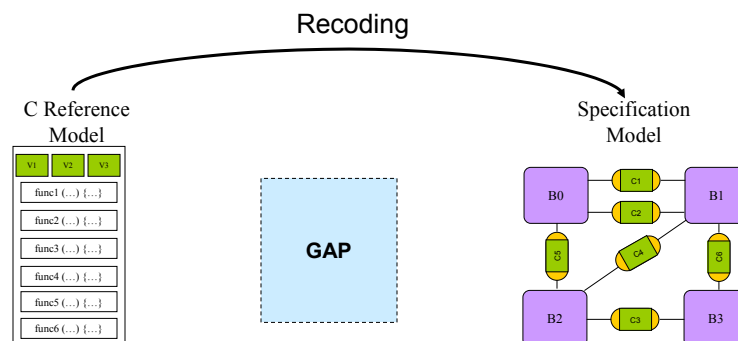 Recoding
C Reference
Model
V1 V2 V3
func1 (…) {…}
func2 (…) {…}
func3 (…) {…}
func4 (…) {…}
func5 (…) {…}
func6 (…) {…}
GAP
Specification
Model
B0 C1 B1
C2
C5 C4 C6
B2 C3 B3